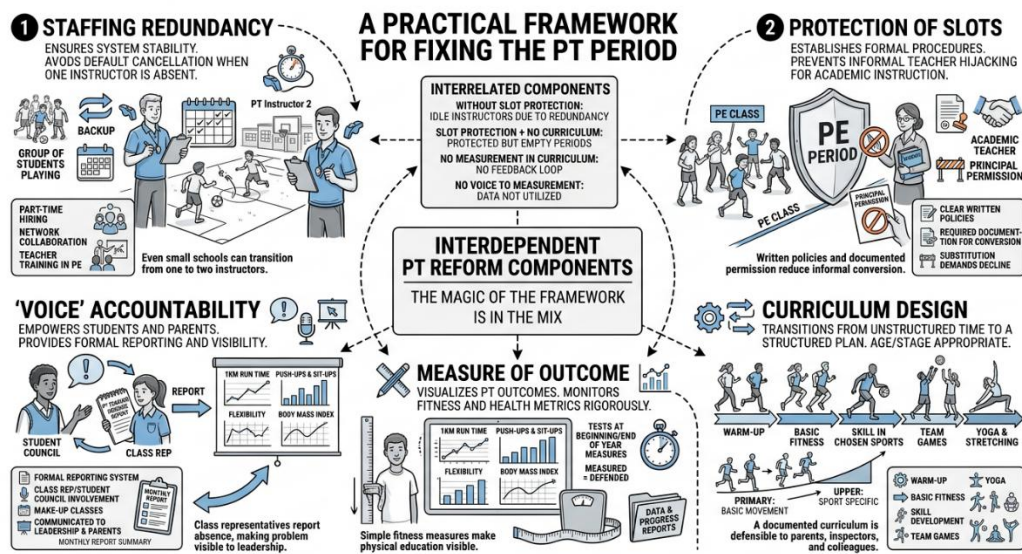 A PRACTICAL FRAMEWORK
FOR FIXING THE PT PERIOD
1 STAFFING REDUNDANCY
ENSURES SYSTEM STABILITY.
AVODS DEFAULT CANCELLATION WHEN
ONE INSTRUCTOR IS ABSENT.
PT Instructor 2
BACKUP
GROUP OF
STUDENTS
PLAYING
PART-TIME
HIRING
NETWORK
COLLABORATION
TEACHER
TRAINING IN PE
Even small schools can transition
from one to two instructors.
INTERRELATED COMPONENTS
WITHOUT SLOT PROTECTION:
IDLE INSTRUCTORS DUE TO REDUNDANCY
SLOT PROTECTION + NO CURRICULUM:
PROTECTED BUT EMPTY PERIODS
NO MEASUREMENT IN CURRICULUM:
NO FEEDBACK LOOP
NO VOICE TO MEASUREMENT:
DATA NOT UTILIZED
INTERDEPENDENT
PT REFORM COMPONENTS
THE MAGIC OF THE FRAMEWORK
IS IN THE MIX
2 PROTECTION OF SLOTS
ESTABLISHES FORMAL PROCEDURES.
PREVENTS INFORMAL TEACHER HIJACKING
FOR ACADEMIC INSTRUCTION.
PE CLASS
PE
PERIOD
ACADEMIC
TEACHER
PRINCIPAL
PERMISSION
PRINCIPAL
PERMISSION
PE CLASS
CLEAR WRITTEN
POLICIES
REQUIRED DOCUMEN-
TION FOR CONVERSION
SUBSTITUTION
DEMANDS DECLINE
Written policies and documented
permission reduce informal conversion.
'VOICE' ACCOUNTABILITY
EMPOWERS STUDENTS AND PARENTS.
PROVIDES FORMAL REPORTING AND VISIBILITY.
REPORT
STUDENT
COUNCIL
CLASS REP
1KM RUN TIME
PUSH-UPS & SIT-UPS
FLEXIBILITY
BODY MASS INDEX
FORMAL REPORTING SYSTEM
CLASS REP/STUDENT
COUNCIL INVOLVEMENT
MAKE-UP CLASSES
COMMUNICATED TO
LEADERSHIP & PARENTS
MONTHLY REPORT SUMMARY
MONTHLY
REPORT
Class representatives report
absence, making problem
visible to leadership.
MEASURE OF OUTCOME
VISUALIZES PT OUTCOMES. MONITORS
FITNESS AND HEALTH METRICS RIGOROUSLY.
1KM RUN TIME
PUSH-UPS & SIT-UPS
FLEXIBILITY
BODY MASS INDEX
TESTS AT
BEGINNING/END
OF YEAR
MEASURES
MEASURED
= DEFENDED
DATA &
PROGRESS
REPORTS
Simple fitness measures make
physical education visible.
CURRICULUM DESIGN
TRANSITIONS FROM UNSTRUCTURED TIME TO A
STRUCTURED PLAN. AGE/STAGE APPROPRIATE.
WARM-UP
BASIC
FITNESS
SKILL IN
CHOSEN SPORTS
TEAM
GAMES
YOGA &
STRETCHING
PRIMARY:
BASIC MOVEMENT
UPPER:
SPORT SPECIFIC
WARM-UP
YOGA
BASIC FITNESS
SKILL
DEVELOPMENT
TEAM GAMES
A documented curriculum is
defensible to parents, inspectors,
and colleagues.